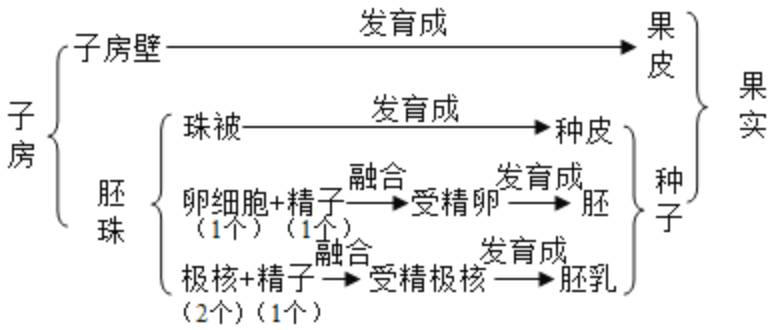 发育成
子房壁
果皮
子房
果实
发育成
珠被
种皮
胚珠
融合
发育成
卵细胞+精子
受精卵
胚
种子
（1个）（1个）
融合
发育成
极核+精子
受精极核
胚乳
（2个）（1个）